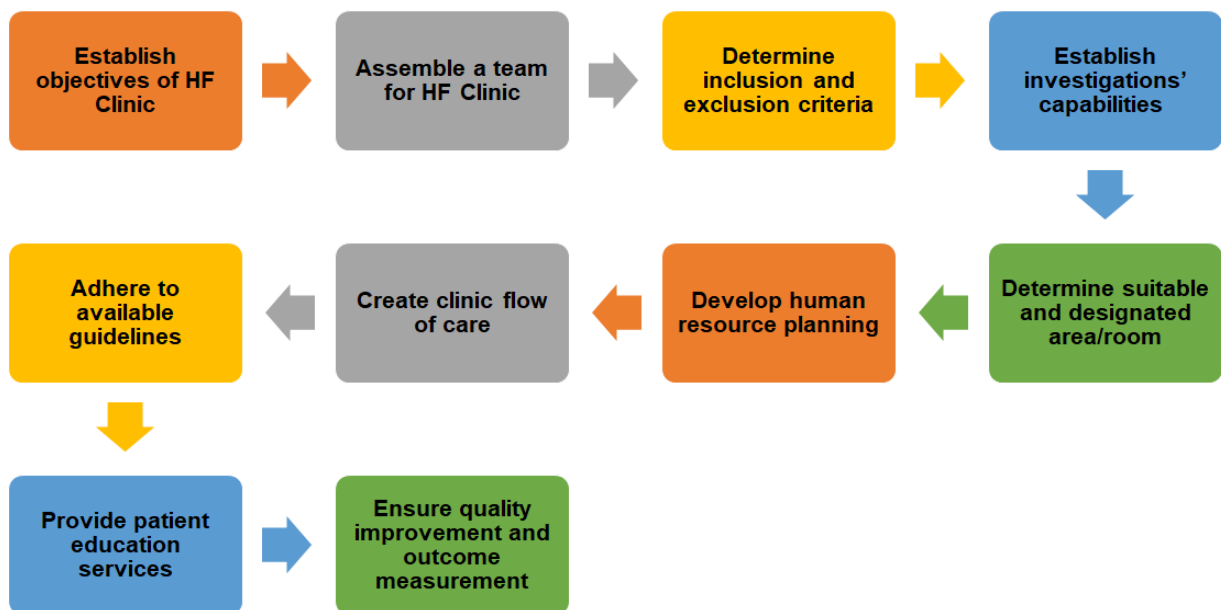 Establish
objectives of HF
Clinic
Assemble a team
for HF Clinic
Determine
inclusion and
exclusion criteria
Establish
investigations’
capabilities
Determine suitable
and designated
area/room
Develop human
resource planning
Create clinic flow
of care
Adhere to
available
guidelines
Provide patient
education
services
Ensure quality
improvement and
outcome
measurement